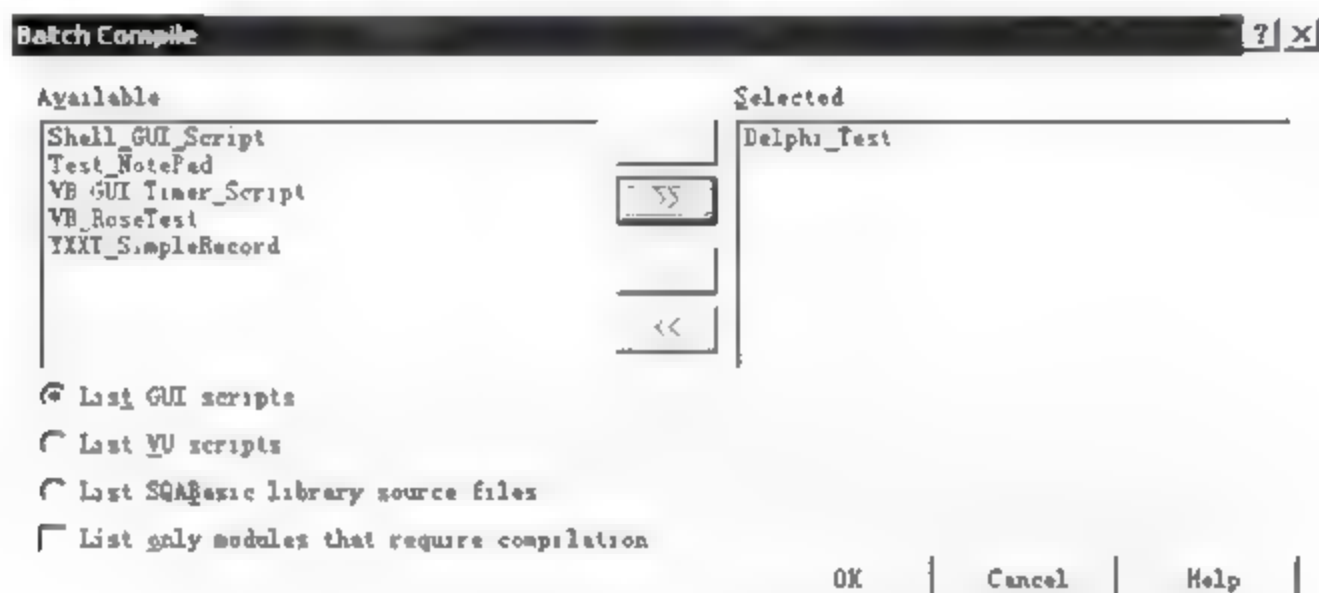 Batch Compile
Available
Shell_GUI_Script
Test_NotePad
VB GUI Timer_Script
VB_RoseTest
YXXT_SimpleRecord
>>
<<
Selected
Delphi_Test
List GUI scripts
List VU scripts
List SQABasic library source files
List only modules that require compilation
OK
Cancel
Help